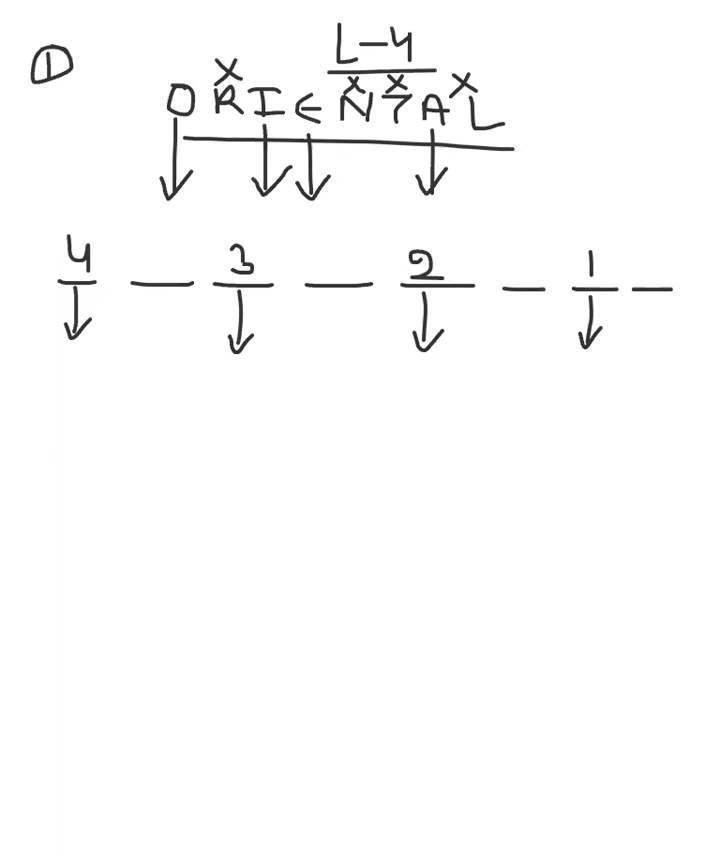 ①
L-4
x x x x
ORIENTAL
4 — 3 — 2 — 1 —